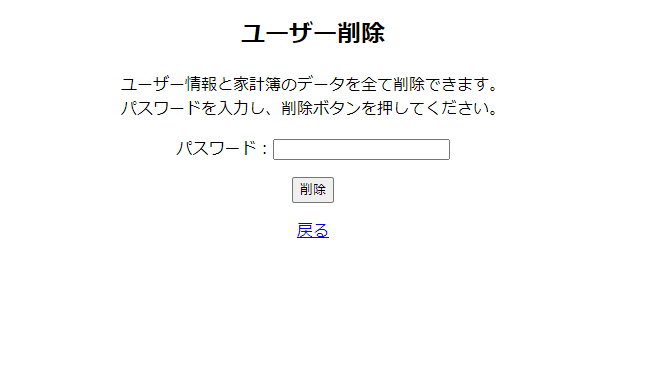 ユーザー削除
ユーザー情報と家計簿のデータを全て削除できます。
パスワードを入力し、削除ボタンを押してください。
パスワード：
削除
戻る